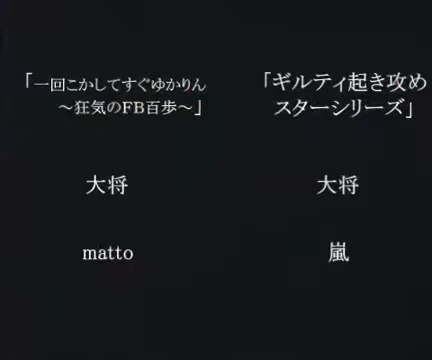 「一回こかしてすぐゆかりん
～狂気のFB百歩～」
大将
matto
「ギルティ起き攻め
スターシリーズ」
大将
嵐